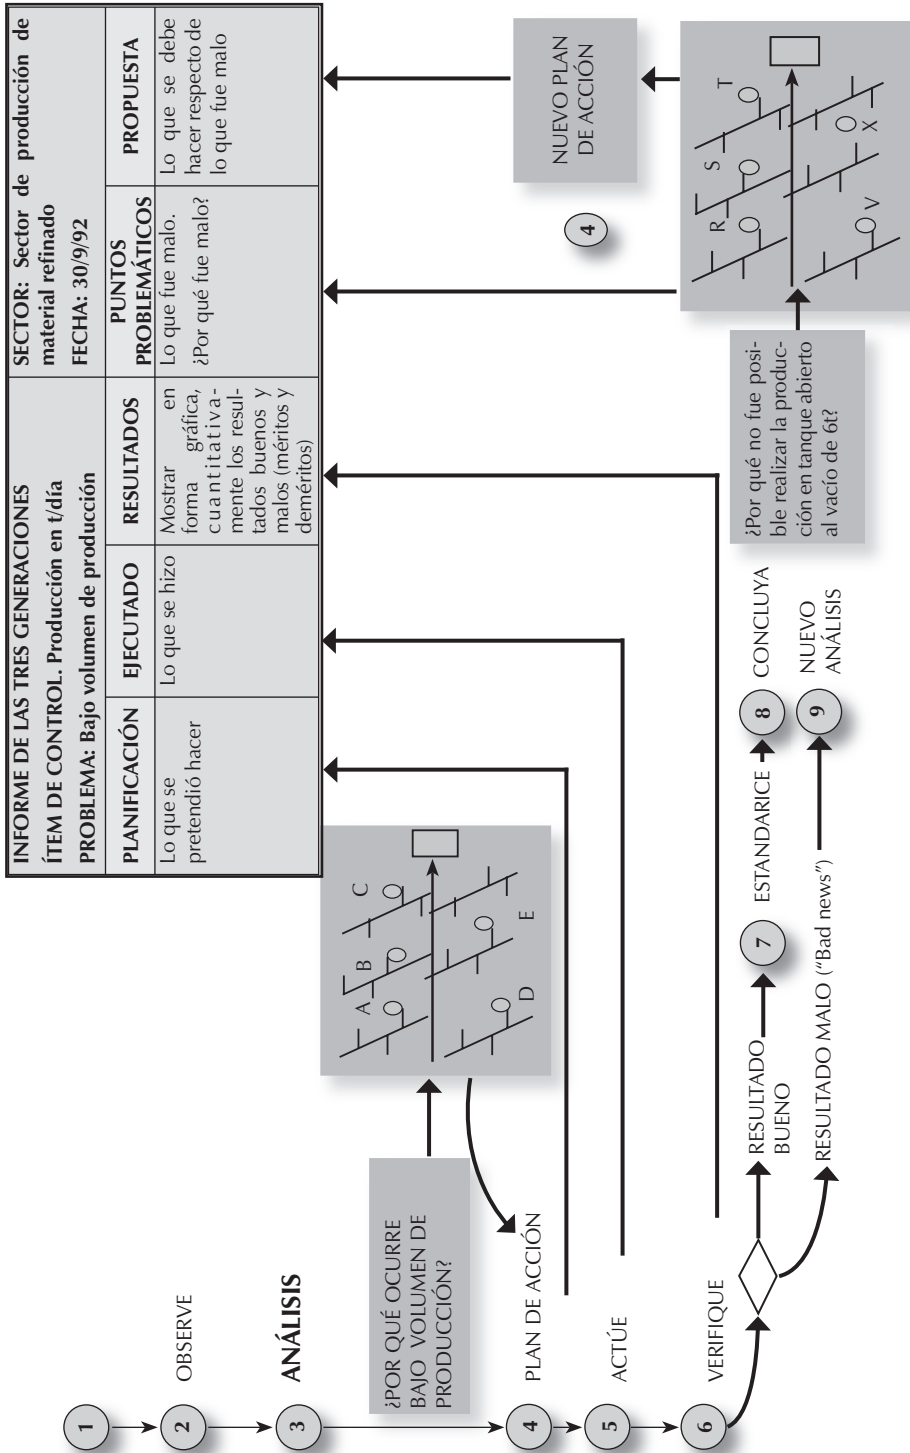 INFORME DE LAS TRES GENERACIONES
ÍTEM DE CONTROL. Producción en t/día
PROBLEMA: Bajo volumen de producción
SECTOR: Sector de producción de
material refinado
FECHA: 30/9/92
PLANIFICACIÓN
EJECUTADO
RESULTADOS
PUNTOS
PROBLEMÁTICOS
PROPUESTA
Lo que se
pretendió hacer
Lo que se hizo
Mostrar en
forma gráfica,
cuantitativa-
mente los resul-
tados buenos y
malos (méritos y
deméritos)
Lo que fue malo.
¿Por qué fue malo?
Lo que se debe
hacer respecto de
lo que fue malo
1
2
OBSERVE
3
ANÁLISIS
¿POR QUÉ OCURRE
BAJO VOLUMEN DE
PRODUCCIÓN?
A
B
C
D
E
4
PLAN DE ACCIÓN
5
ACTÚE
6
VERIFIQUE
RESULTADO
BUENO
7
ESTANDARICE
8
CONCLUYA
RESULTADO MALO ("Bad news")
9
NUEVO
ANÁLISIS
¿Por qué no fue posi-
ble realizar la produc-
ción en tanque abierto
al vacío de 6t?
R
S
T
V
X
4
NUEVO PLAN
DE ACCIÓN